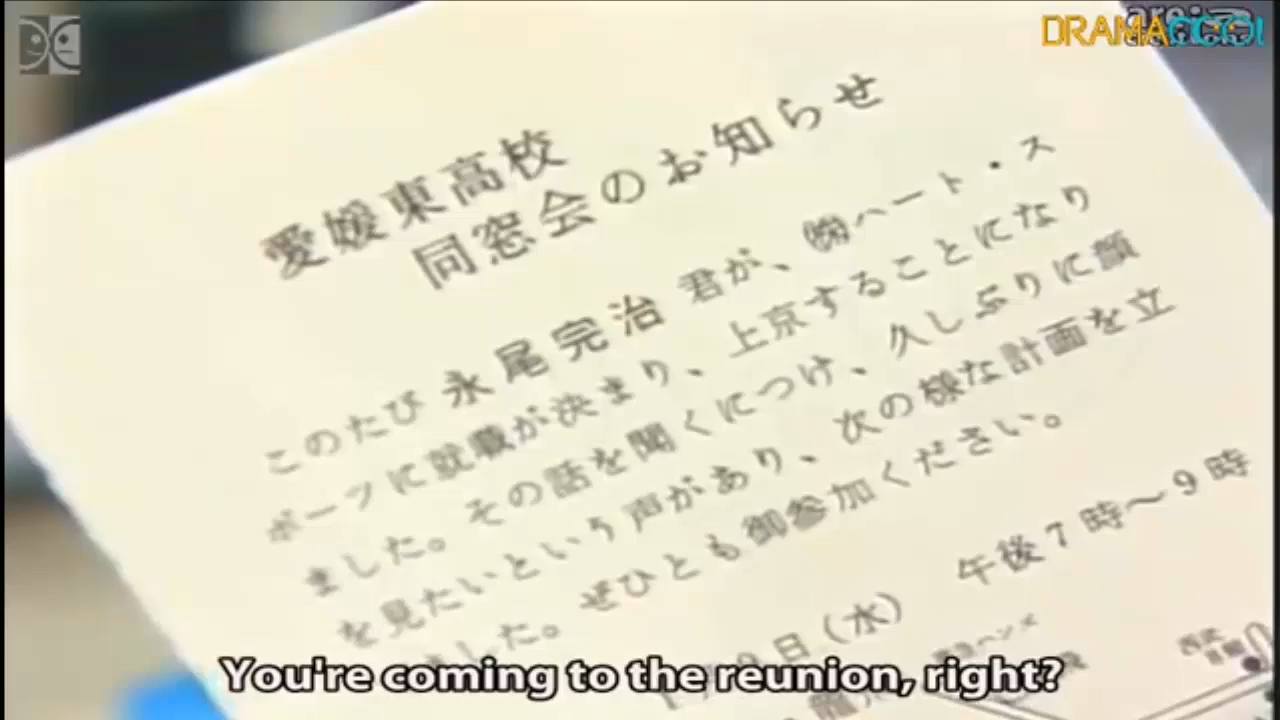 DRAMACOOL
愛媛東高校
同窓会のお知らせ
このたび 永尾完治 君が、㈱ハート・ス
ポーツに就職が決まり、上京することになり
ました。その話を聞くにつけ、久しぶりに顔
を見たいという声があり、次の様な計画を立
ました。ぜひとも御参加ください。
日(水) 午後7時〜9時
You're coming to the reunion, right?